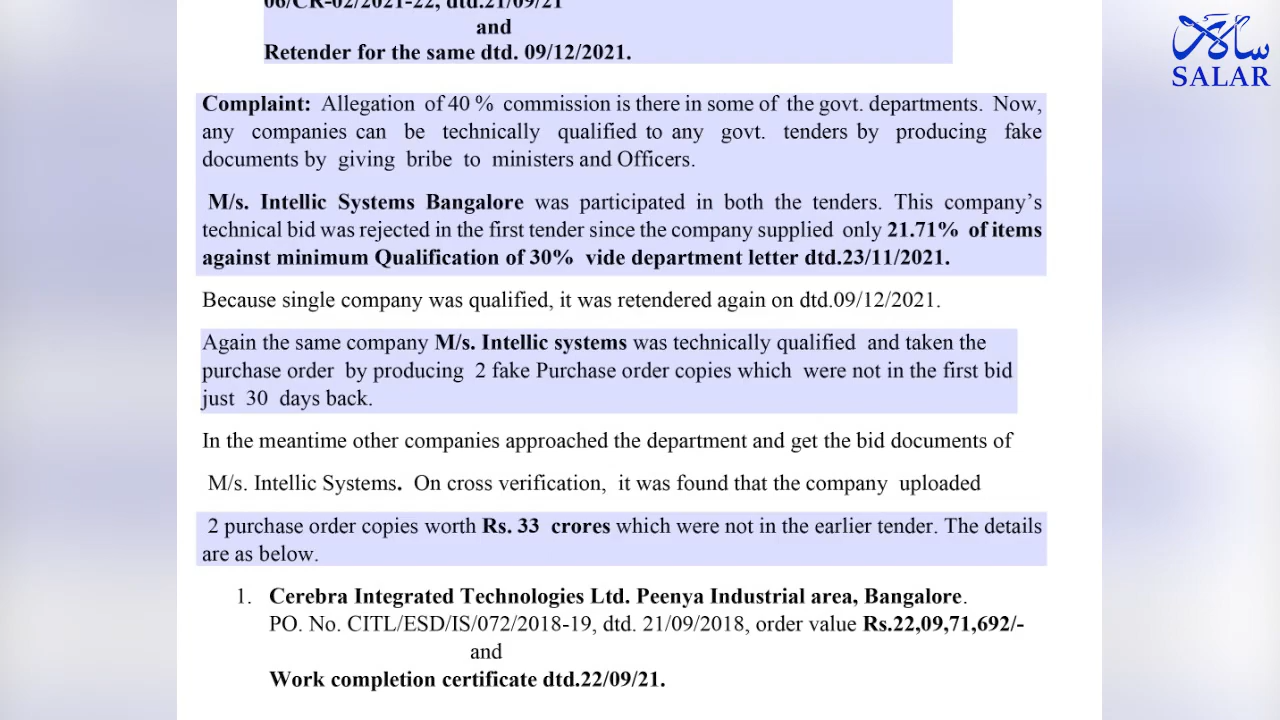 06/CR-02/2021-22, dtd.21/09/21
and
Retender for the same dtd. 09/12/2021.
سالار
SALAR
Complaint: Allegation of 40 % commission is there in some of the govt. departments. Now,
any companies can be technically qualified to any govt. tenders by producing fake
documents by giving bribe to ministers and Officers.
M/s. Intellic Systems Bangalore was participated in both the tenders. This company's
technical bid was rejected in the first tender since the company supplied only 21.71% of items
against minimum Qualification of 30% vide department letter dtd.23/11/2021.
Because single company was qualified, it was retendered again on dtd.09/12/2021.
Again the same company M/s. Intellic systems was technically qualified and taken the
purchase order by producing 2 fake Purchase order copies which were not in the first bid
just 30 days back.
In the meantime other companies approached the department and get the bid documents of
M/s. Intellic Systems. On cross verification, it was found that the company uploaded
2 purchase order copies worth Rs. 33 crores which were not in the earlier tender. The details
are as below.
1. Cerebra Integrated Technologies Ltd. Peenya Industrial area, Bangalore.
PO. No. CITL/ESD/IS/072/2018-19, dtd. 21/09/2018, order value Rs.22,09,71,692/-
and
Work completion certificate dtd.22/09/21.